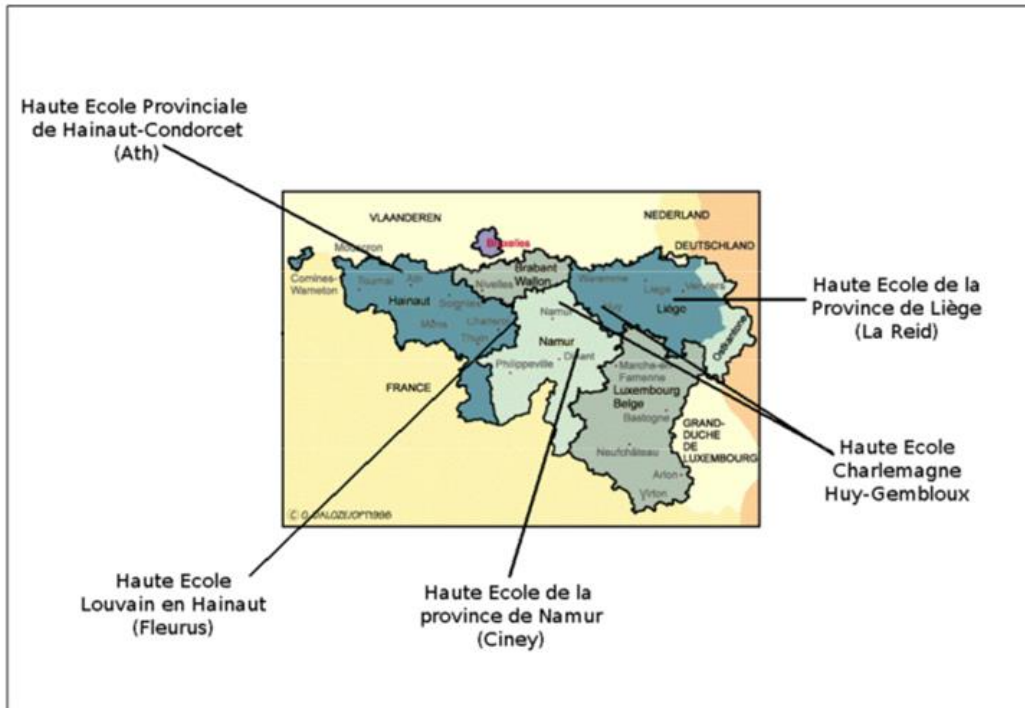 Haute Ecole Provinciale
de Hainaut-Condorcet
(Ath)
VLAANDEREN
NEDERLAND
DEUTSCHLAND
Bruxelles
Mouscron
Comines-
Warneton
Tournai
Ath
Hainaut
Soignies
Mons
Charleroi
Thuin
Nivelles
Brabant
Wallon
Waremme
Liège
Verviers
Huy
Liège
Ostkantone
Namur
Namur
Dinant
Philippeville
FRANCE
Marche-en-
Famenne
Luxembourg
Belge
Bastogne
Neufchâteau
Arlon
Virton
GRAND-
DUCHE
DE
LUXEMBOURG
Haute Ecole de la
Province de Liège
(La Reid)
Haute Ecole
Charlemagne
Huy-Gembloux
Haute Ecole
Louvain en Hainaut
(Fleurus)
Haute Ecole de la
province de Namur
(Ciney)